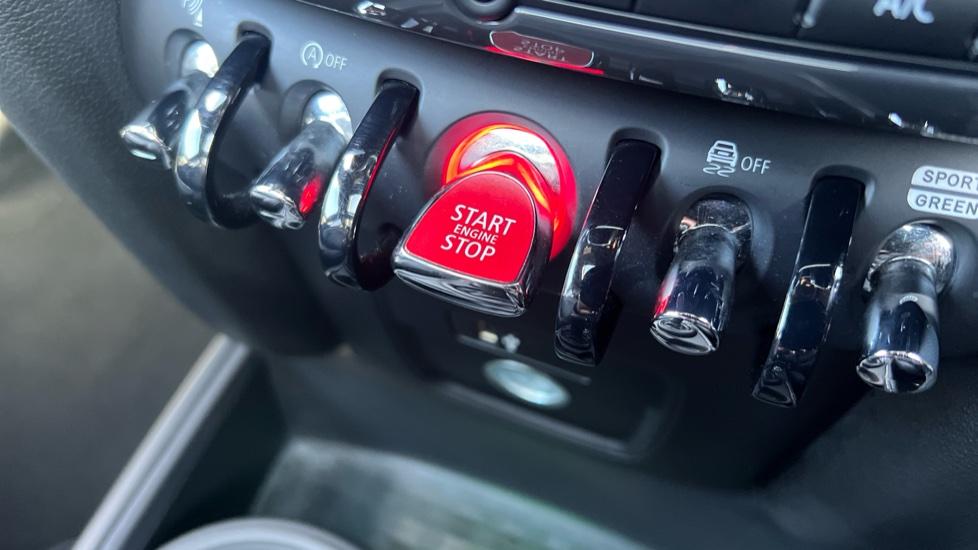 A OFF
START
ENGINE
STOP
OFF
SPORT
GREEN
A/C